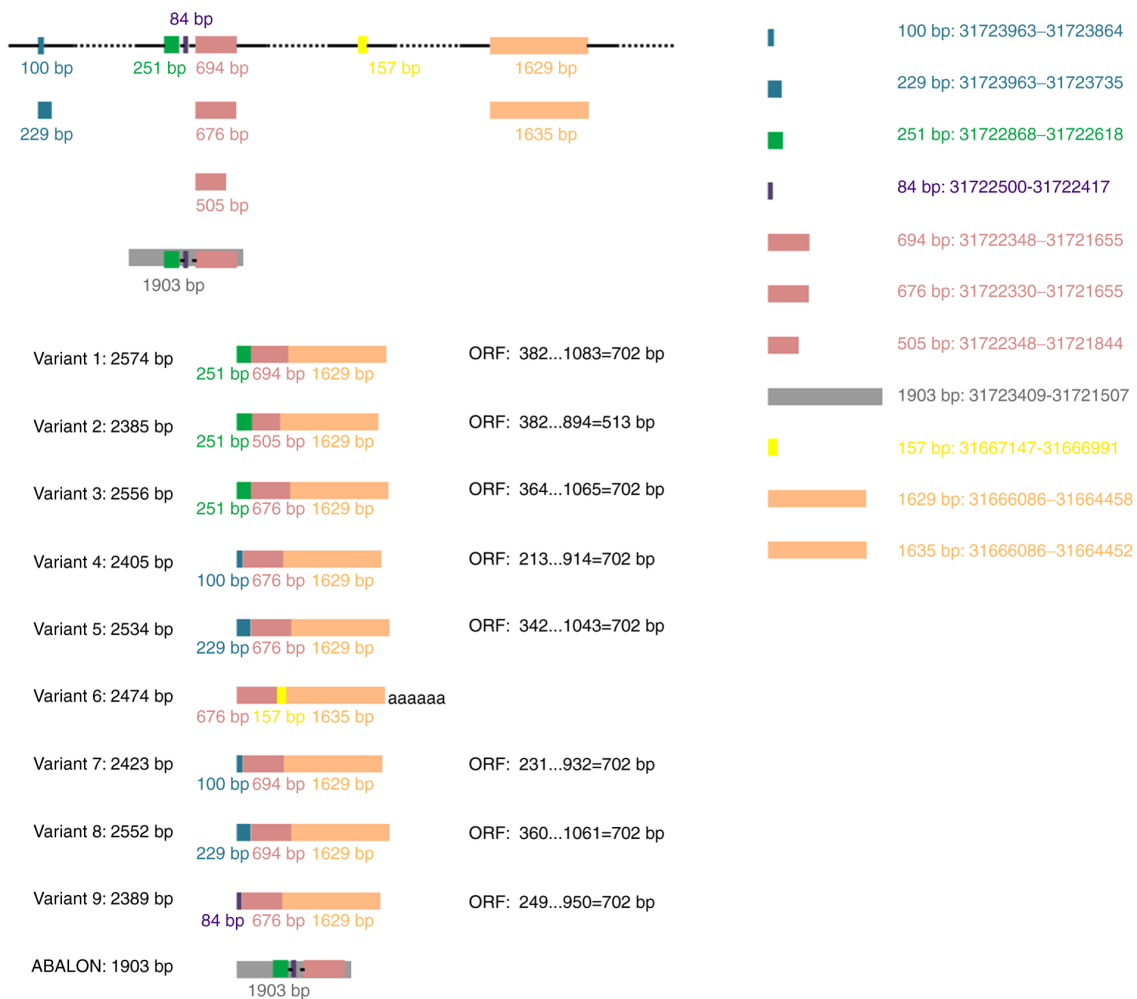 84 bp
100 bp
251 bp
694 bp
157 bp
1629 bp
229 bp
676 bp
1635 bp
505 bp
1903 bp
100 bp: 31723963–31723864
229 bp: 31723963–31723735
251 bp: 31722868–31722618
84 bp: 31722500-31722417
694 bp: 31722348–31721655
676 bp: 31722330–31721655
505 bp: 31722348–31721844
1903 bp: 31723409-31721507
157 bp: 31667147-31666991
1629 bp: 31666086–31664458
1635 bp: 31666086–31664452
Variant 1: 2574 bp
ORF: 382...1083=702 bp
251 bp 694 bp 1629 bp
Variant 2: 2385 bp
ORF: 382...894=513 bp
251 bp 505 bp 1629 bp
Variant 3: 2556 bp
ORF: 364...1065=702 bp
251 bp 676 bp 1629 bp
Variant 4: 2405 bp
ORF: 213...914=702 bp
100 bp 676 bp 1629 bp
Variant 5: 2534 bp
ORF: 342...1043=702 bp
229 bp 676 bp 1629 bp
Variant 6: 2474 bp
aaaaaa
676 bp 157 bp 1635 bp
Variant 7: 2423 bp
ORF: 231...932=702 bp
100 bp 694 bp 1629 bp
Variant 8: 2552 bp
ORF: 360...1061=702 bp
229 bp 694 bp 1629 bp
Variant 9: 2389 bp
ORF: 249...950=702 bp
84 bp 676 bp 1629 bp
ABALON: 1903 bp
1903 bp